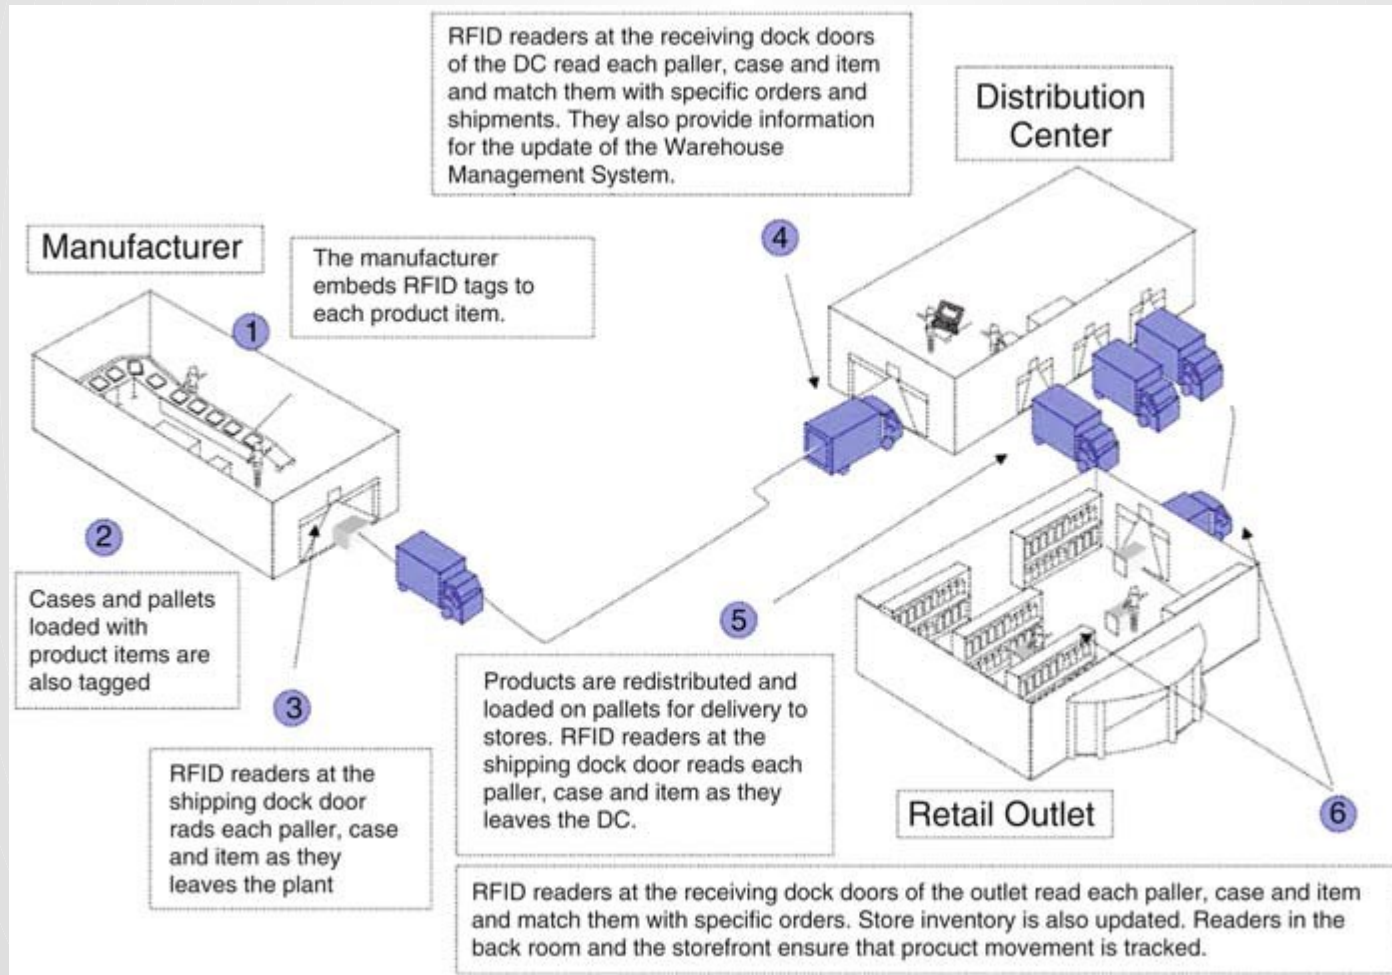 Manufacturer
1
The manufacturer
embeds RFID tags to
each product item.
2
Cases and pallets
loaded with
product items are
also tagged
3
RFID readers at the
shipping dock door
rads each paller, case
and item as they
leaves the plant
RFID readers at the receiving dock doors
of the DC read each paller, case and item
and match them with specific orders and
shipments. They also provide information
for the update of the Warehouse
Management System.
4
Distribution
Center
5
Products are redistributed and
loaded on pallets for delivery to
stores. RFID readers at the
shipping dock door reads each
paller, case and item as they
leaves the DC.
Retail Outlet
6
RFID readers at the receiving dock doors of the outlet read each paller, case and item
and match them with specific orders. Store inventory is also updated. Readers in the
back room and the storefront ensure that procuct movement is tracked.